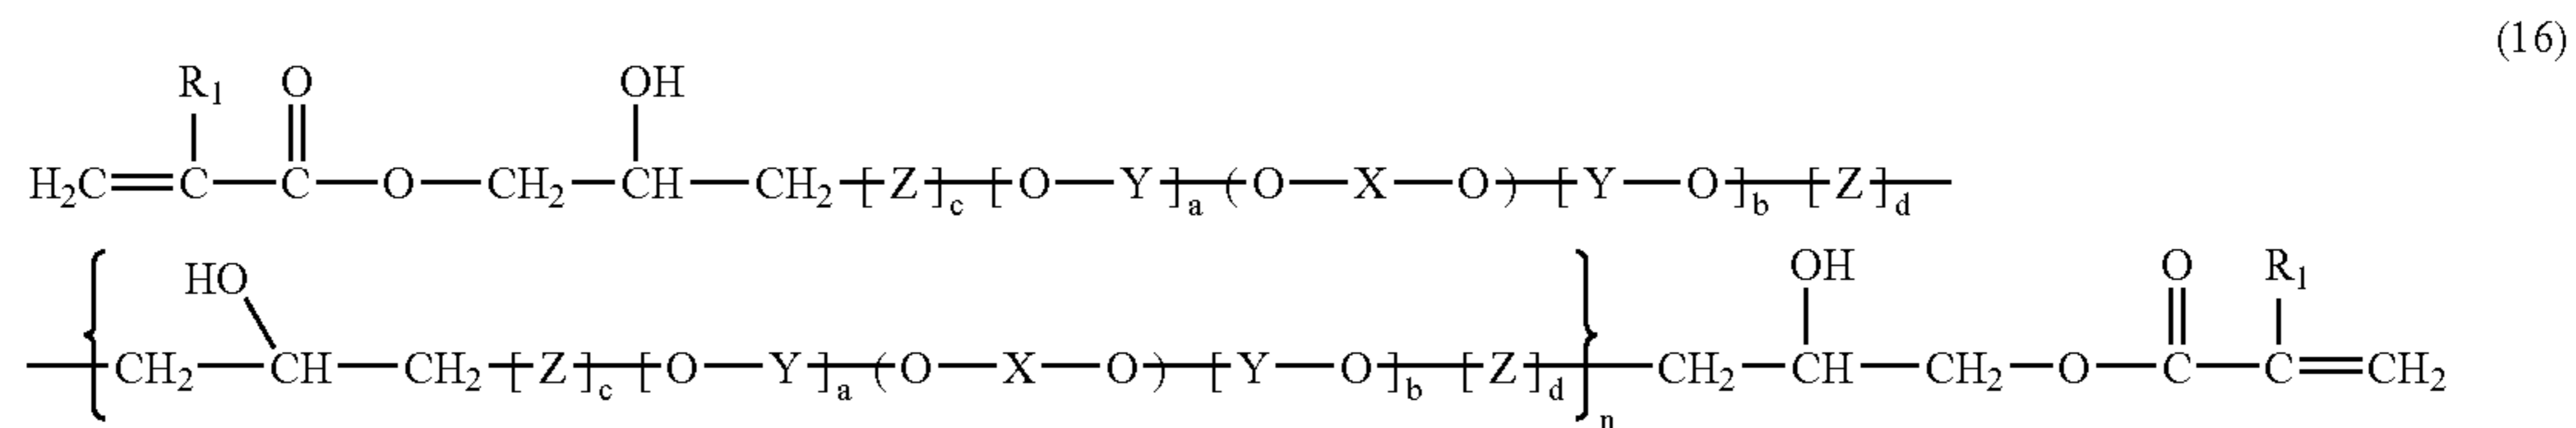 (16)
R1 O OH
H2C=C—C—O—CH2—CH—CH2—[Z]c—[O—Y]a—(O—X—O)—[Y—O]b—[Z]d—
HO OH O R1
—{CH2—CH—CH2—[Z]c—[O—Y]a—(O—X—O)—[Y—O]b—[Z]d}n—CH2—CH—CH2—O—C—C=CH2